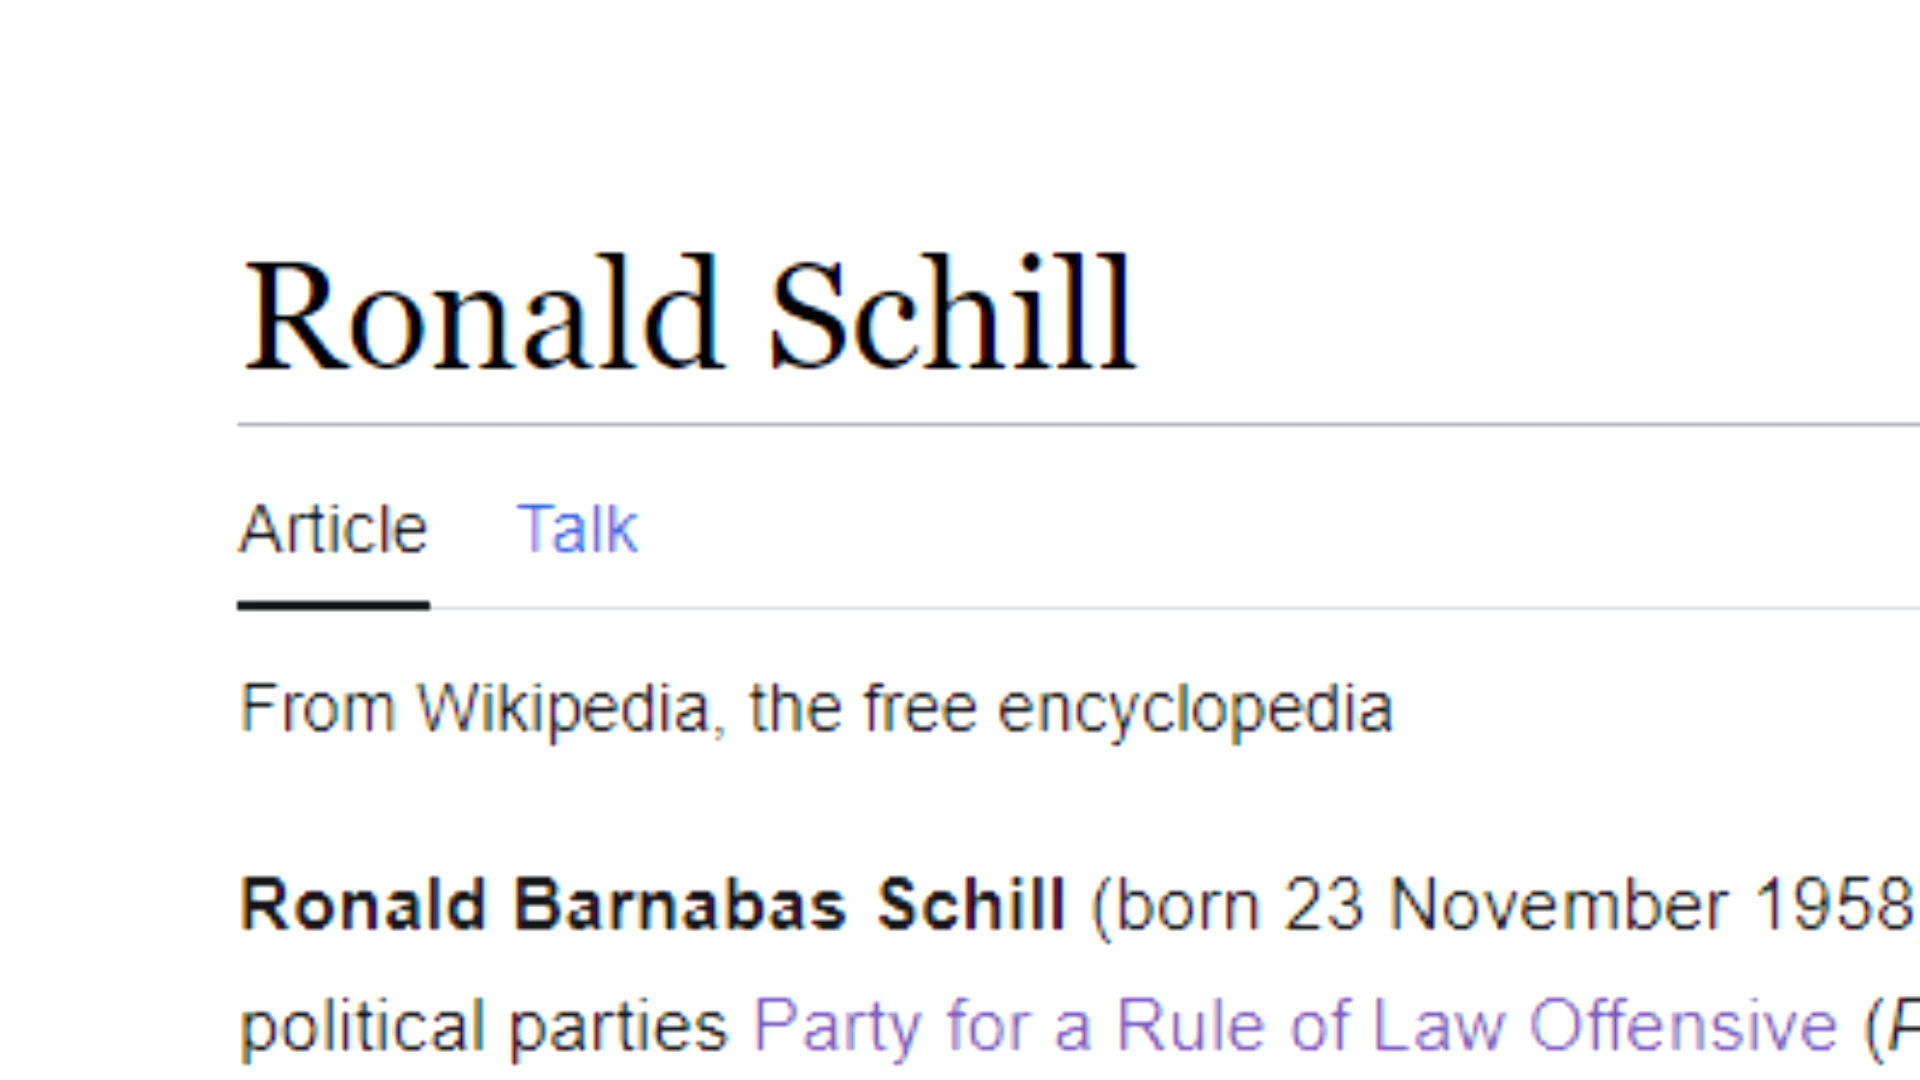 Ronald Schill
Article Talk
From Wikipedia, the free encyclopedia
Ronald Barnabas Schill (born 23 November 1958,
political parties Party for a Rule of Law Offensive (